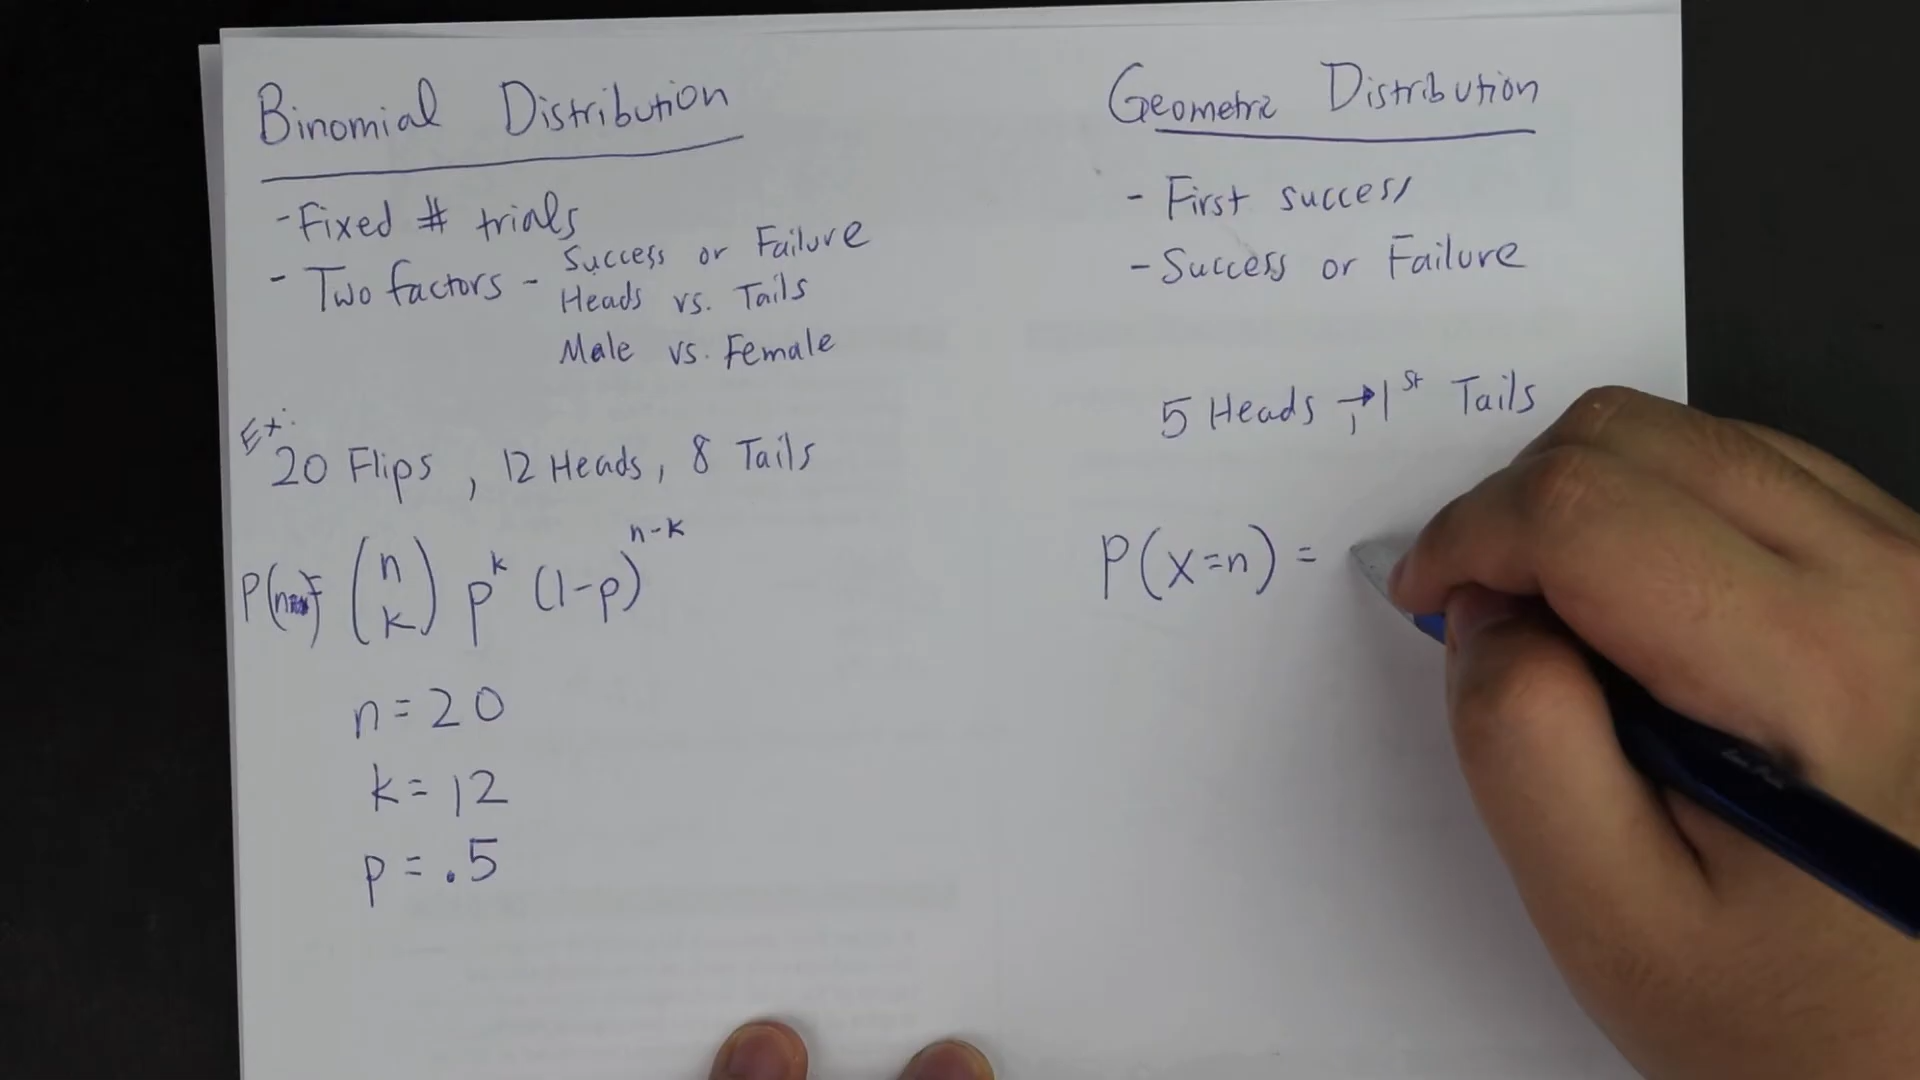 Binomial Distribution
- Fixed # trials
- Two factors - Success or Failure
Heads vs. Tails
Male vs. Female
Ex:
20 Flips, 12 Heads, 8 Tails
(n k) p^k (1-p)^n-k
n = 20
k = 12
p = .5
Geometric Distribution
- First success
- Success or Failure
5 Heads → 1st Tails
P(x=n) =